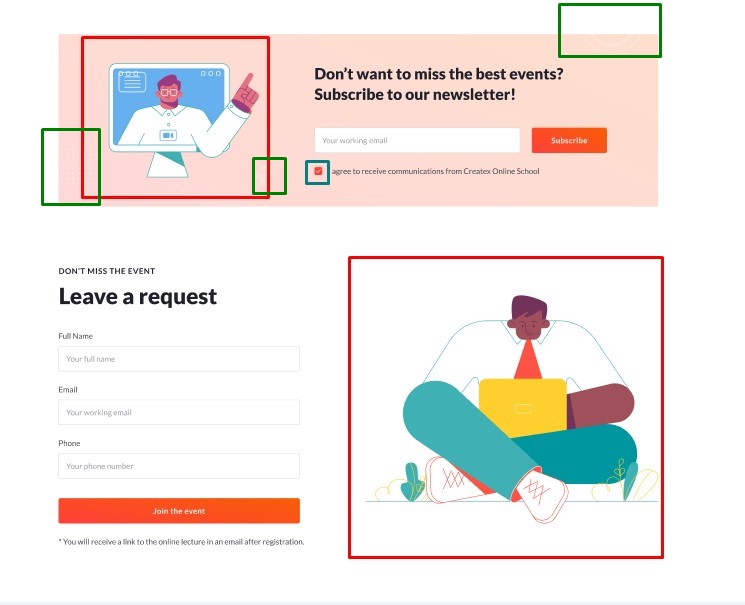 Don't want to miss the best events?
Subscribe to our newsletter!
Your working email
Subscribe
agree to receive communications from Createx Online School
DON'T MISS THE EVENT
Leave a request
Full Name
Your full name
Email
Your working email
Phone
Your phone number
Join the event
* You will receive a link to the online lecture in an email after registration.